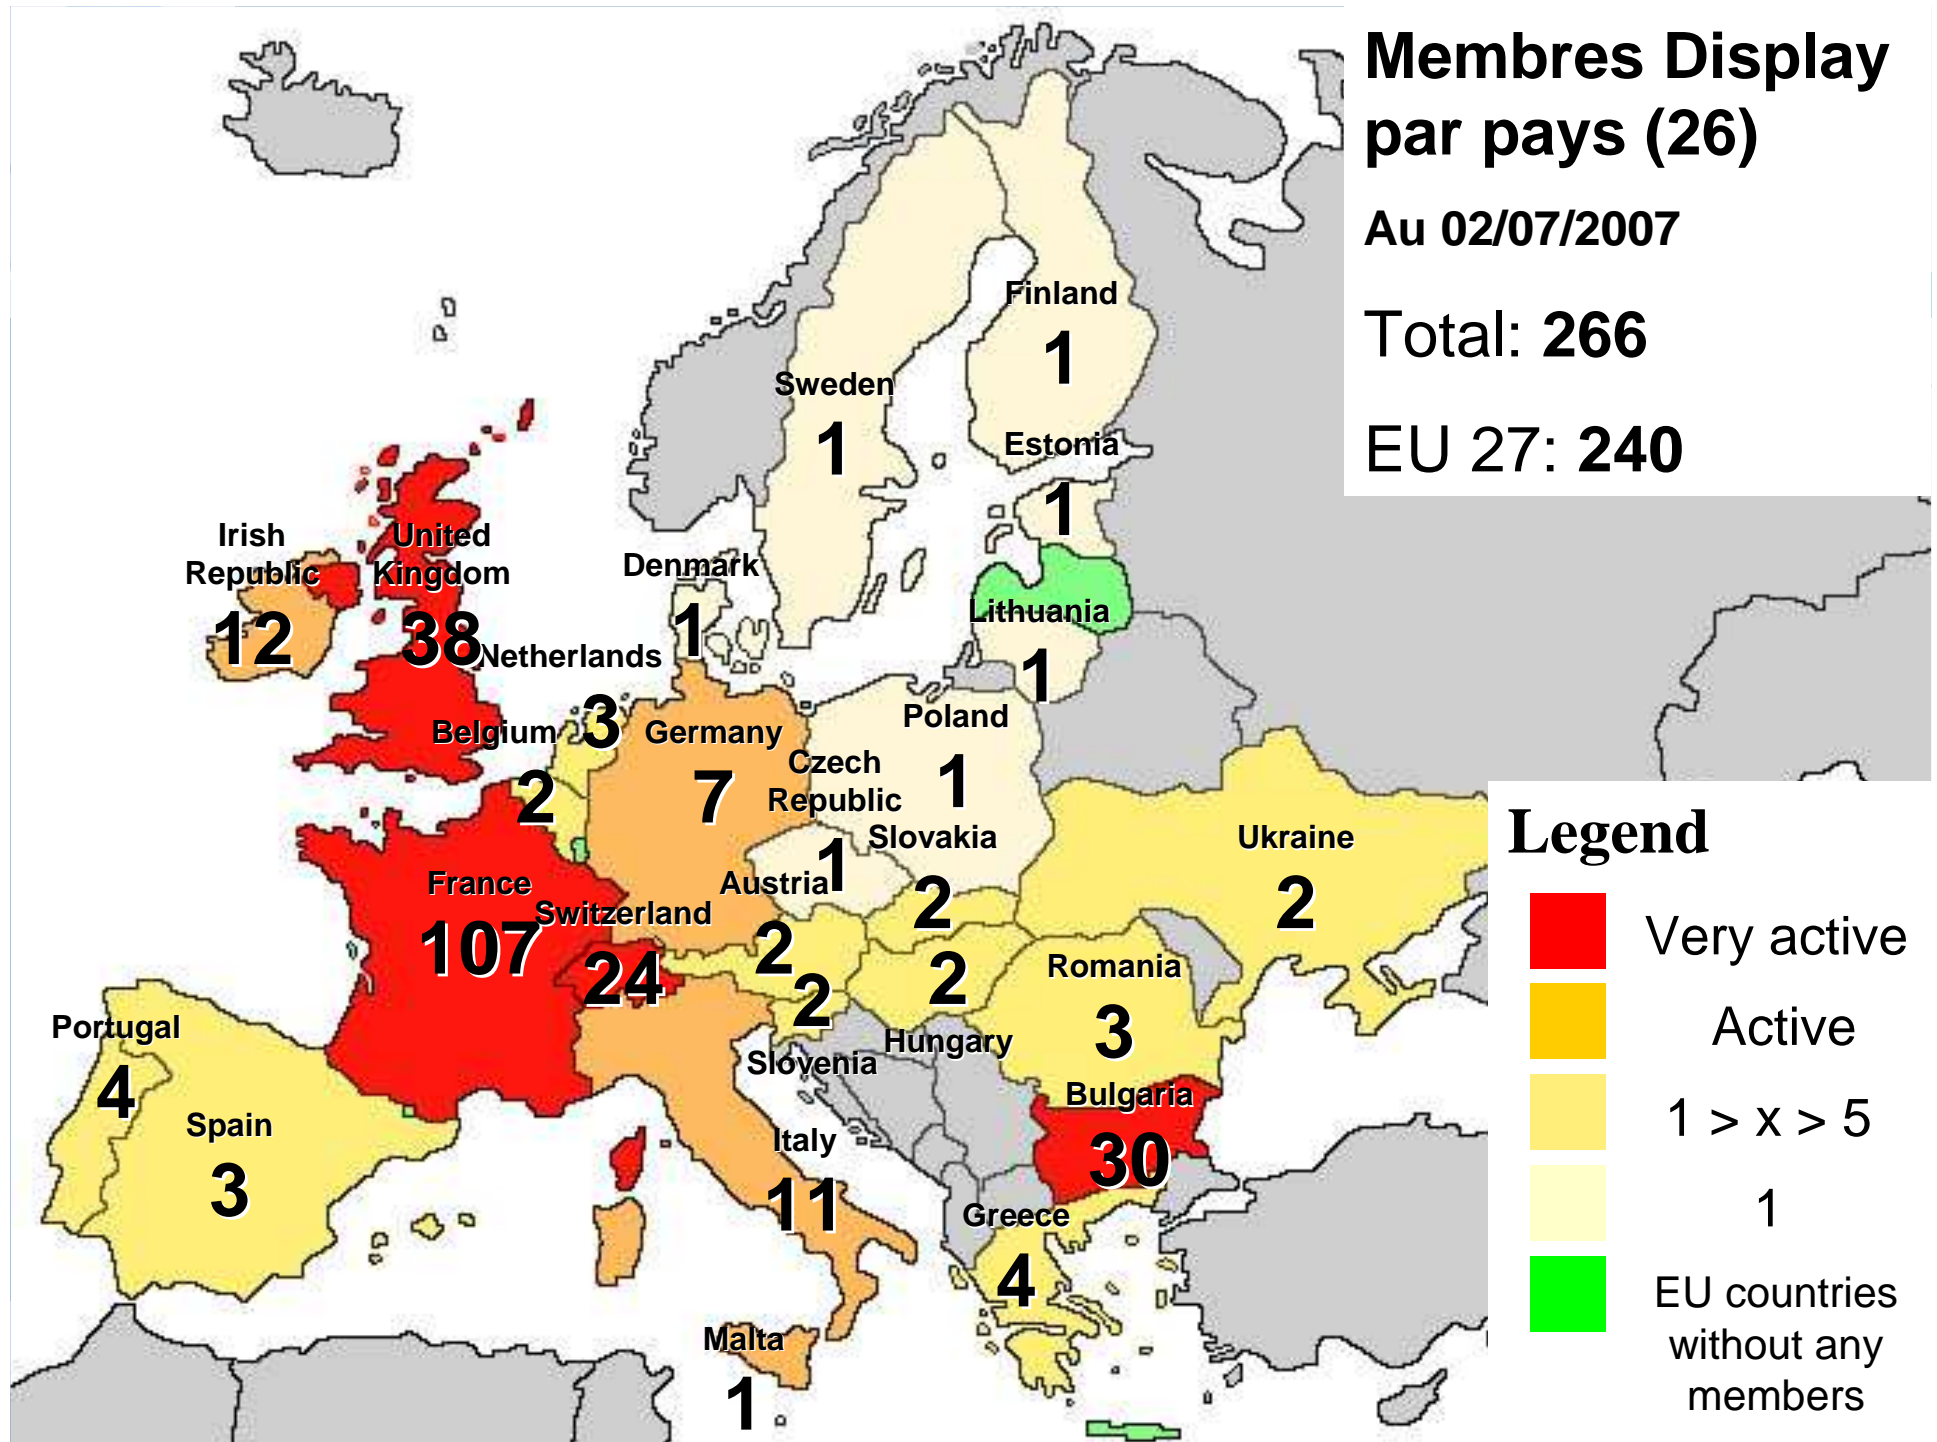 Membres Display
par pays (26)
Au 02/07/2007
Total: 266
EU 27: 240
Finland
1
Sweden
1
Estonia
1
Irish
Republic
12
United
Kingdom
38
Denmark
1
Lithuania
1
Netherlands
3
Belgium
2
Germany
7
Poland
1
Czech
Republic
1
Slovakia
2
Ukraine
2
France
107
Switzerland
24
Austria
2
2
Slovenia
2
Hungary
Romania
3
Portugal
4
Spain
3
Bulgaria
30
Italy
11
Greece
4
Malta
1
Legend
Very active
Active
1 > x > 5
1
EU countries
without any
members